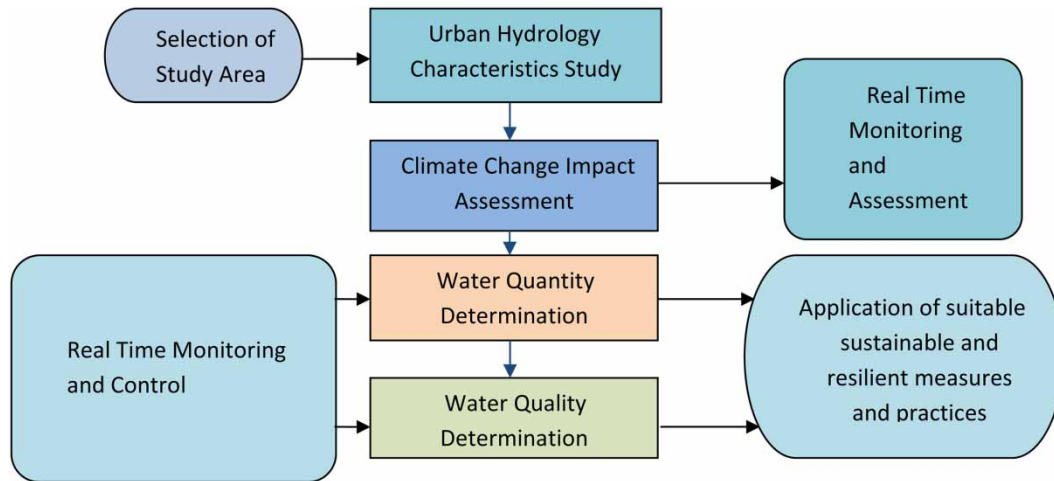 Selection of
Study Area
Urban Hydrology
Characteristics Study
Real Time
Monitoring
and
Assessment
Climate Change Impact
Assessment
Real Time Monitoring
and Control
Water Quantity
Determination
Application of suitable
sustainable and
resilient measures
and practices
Water Quality
Determination